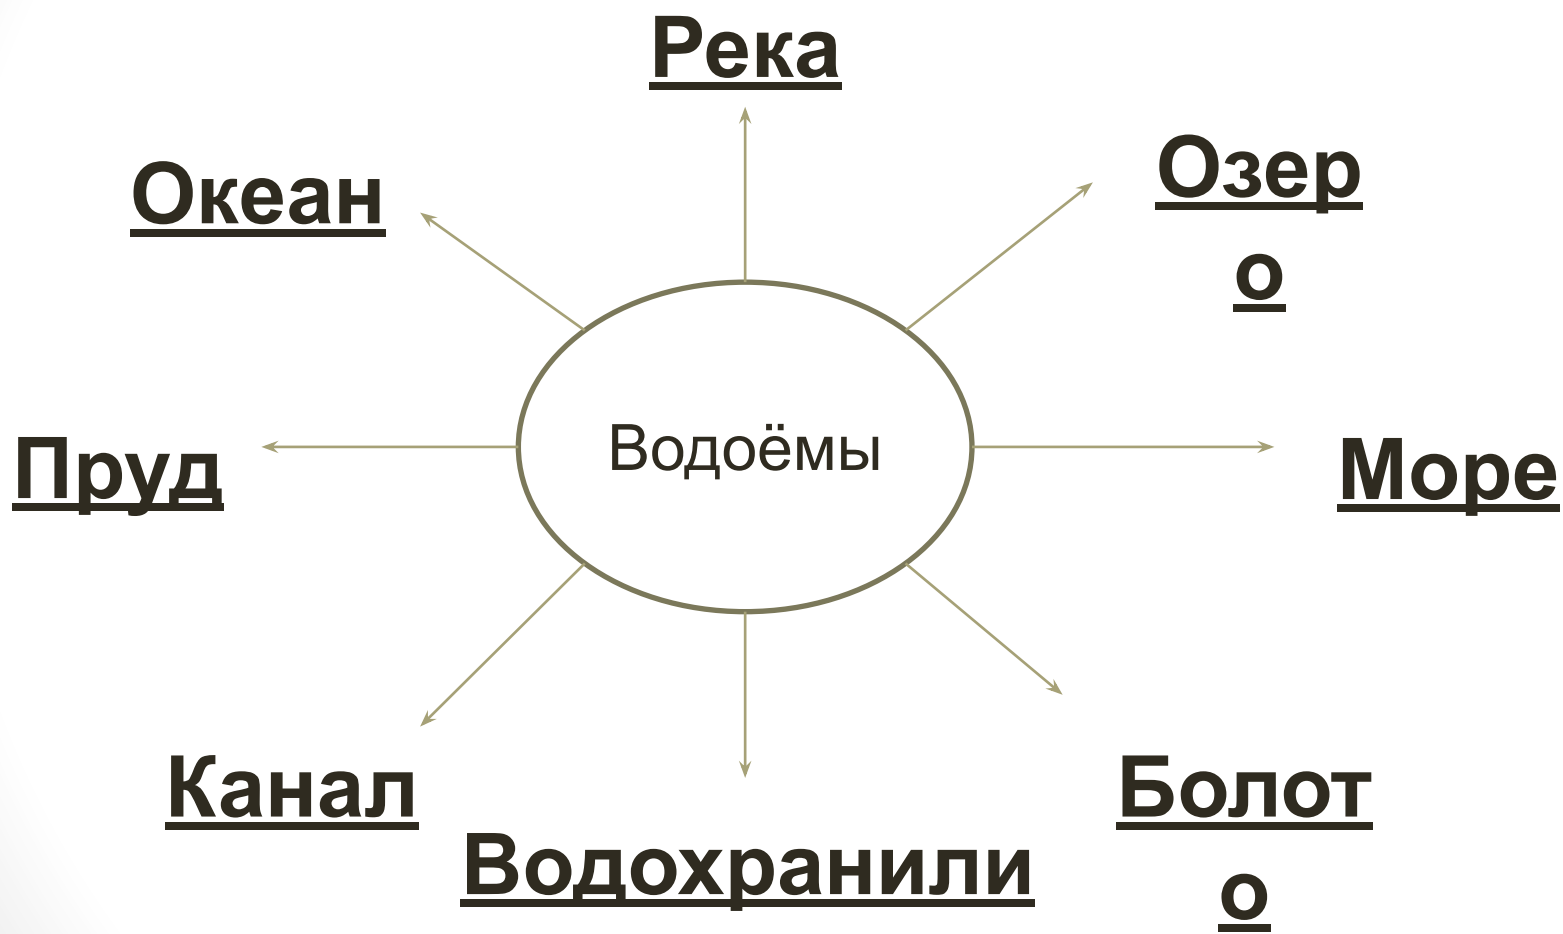 Река
Океан
Озер
о
Водоёмы
Пруд
Море
Канал
Болот
о
Водохранили